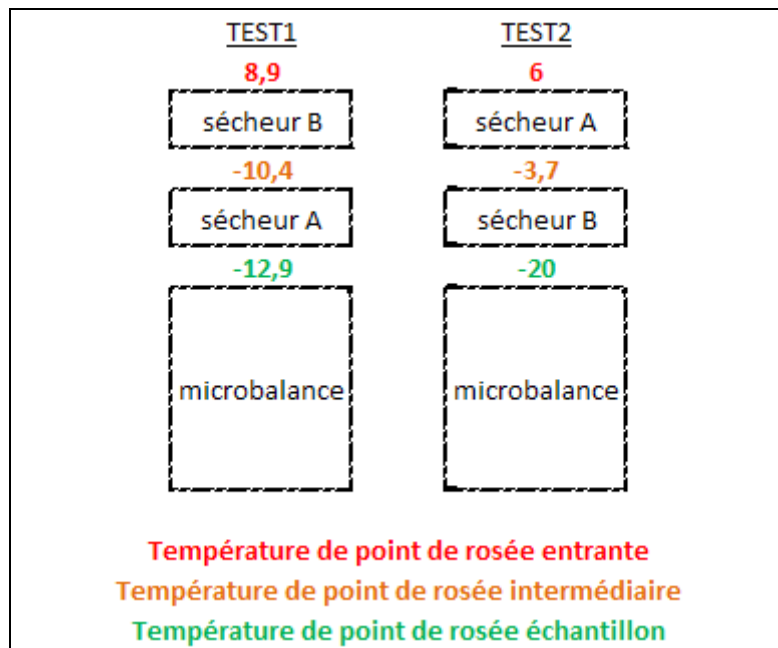 TEST1 TEST2
8,9 6
sécheur B sécheur A
-10,4 -3,7
sécheur A sécheur B
-12,9 -20
microbalance microbalance
Température de point de rosée entrante
Température de point de rosée intermédiaire
Température de point de rosée échantillon